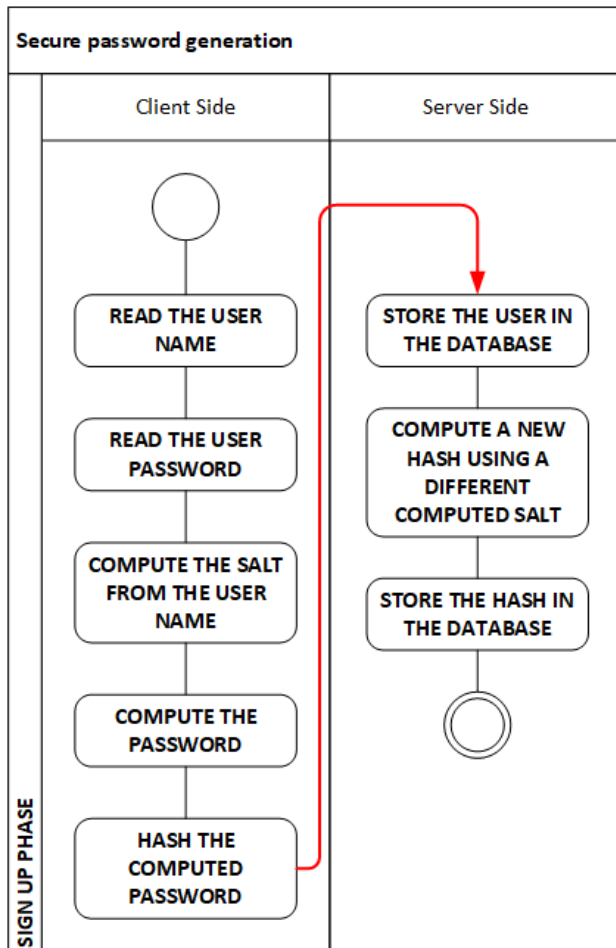 Secure password generation
Client Side
Server Side
READ THE USER
NAME
READ THE USER
PASSWORD
COMPUTE THE SALT
FROM THE USER
NAME
COMPUTE THE
PASSWORD
HASH THE
COMPUTED
PASSWORD
STORE THE USER IN
THE DATABASE
COMPUTE A NEW
HASH USING A
DIFFERENT
COMPUTED SALT
STORE THE HASH IN
THE DATABASE
SIGN UP PHASE